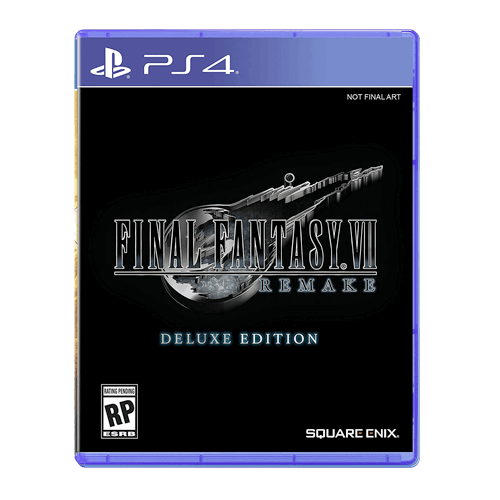 PS4
NOT FINAL ART
FINAL FANTASY VII
REMAKE
DELUXE EDITION
RATING PENDING
RP
ESRB
SQUARE ENIX.